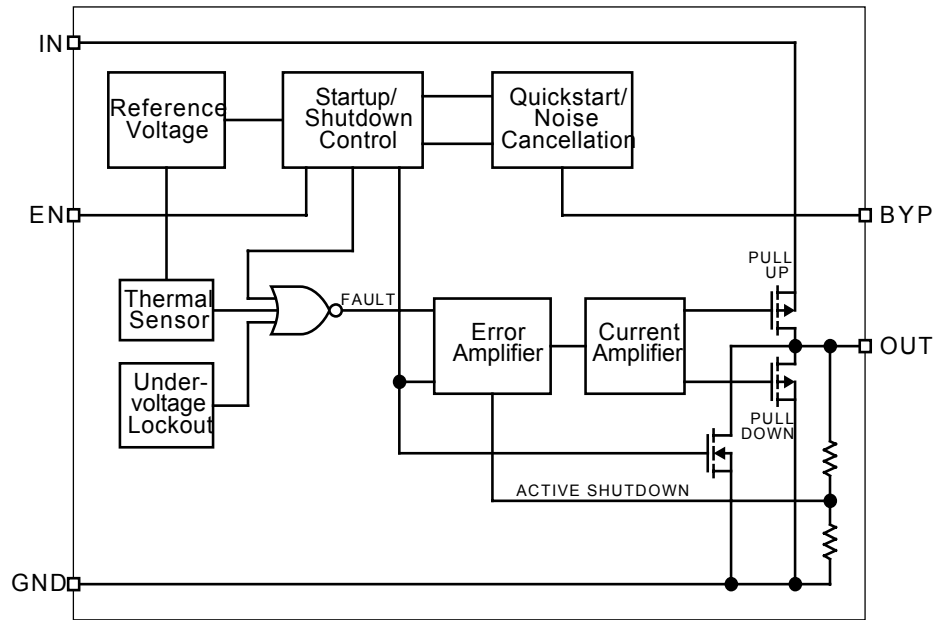 IN
Reference
Voltage
Startup/
Shutdown
Control
Quickstart/
Noise
Cancellation
EN
BYP
PULL
UP
Thermal
Sensor
FAULT
Error
Amplifier
Current
Amplifier
OUT
Under-
voltage
Lockout
PULL
DOWN
ACTIVE SHUTDOWN
GND